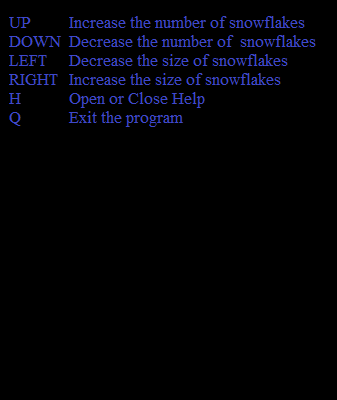 UP Increase the number of snowflakes
DOWN Decrease the number of  snowflakes
LEFT Decrease the size of snowflakes
RIGHT Increase the size of snowflakes
H Open or Close Help
Q Exit the program